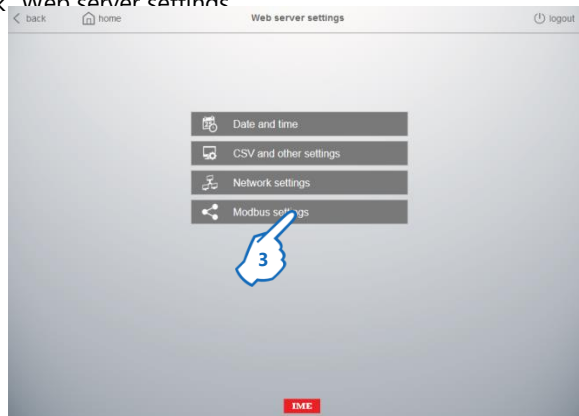 Web server settings
back home Web server settings logout
Date and time
CSV and other settings
Network settings
Modbus settings
3
IME